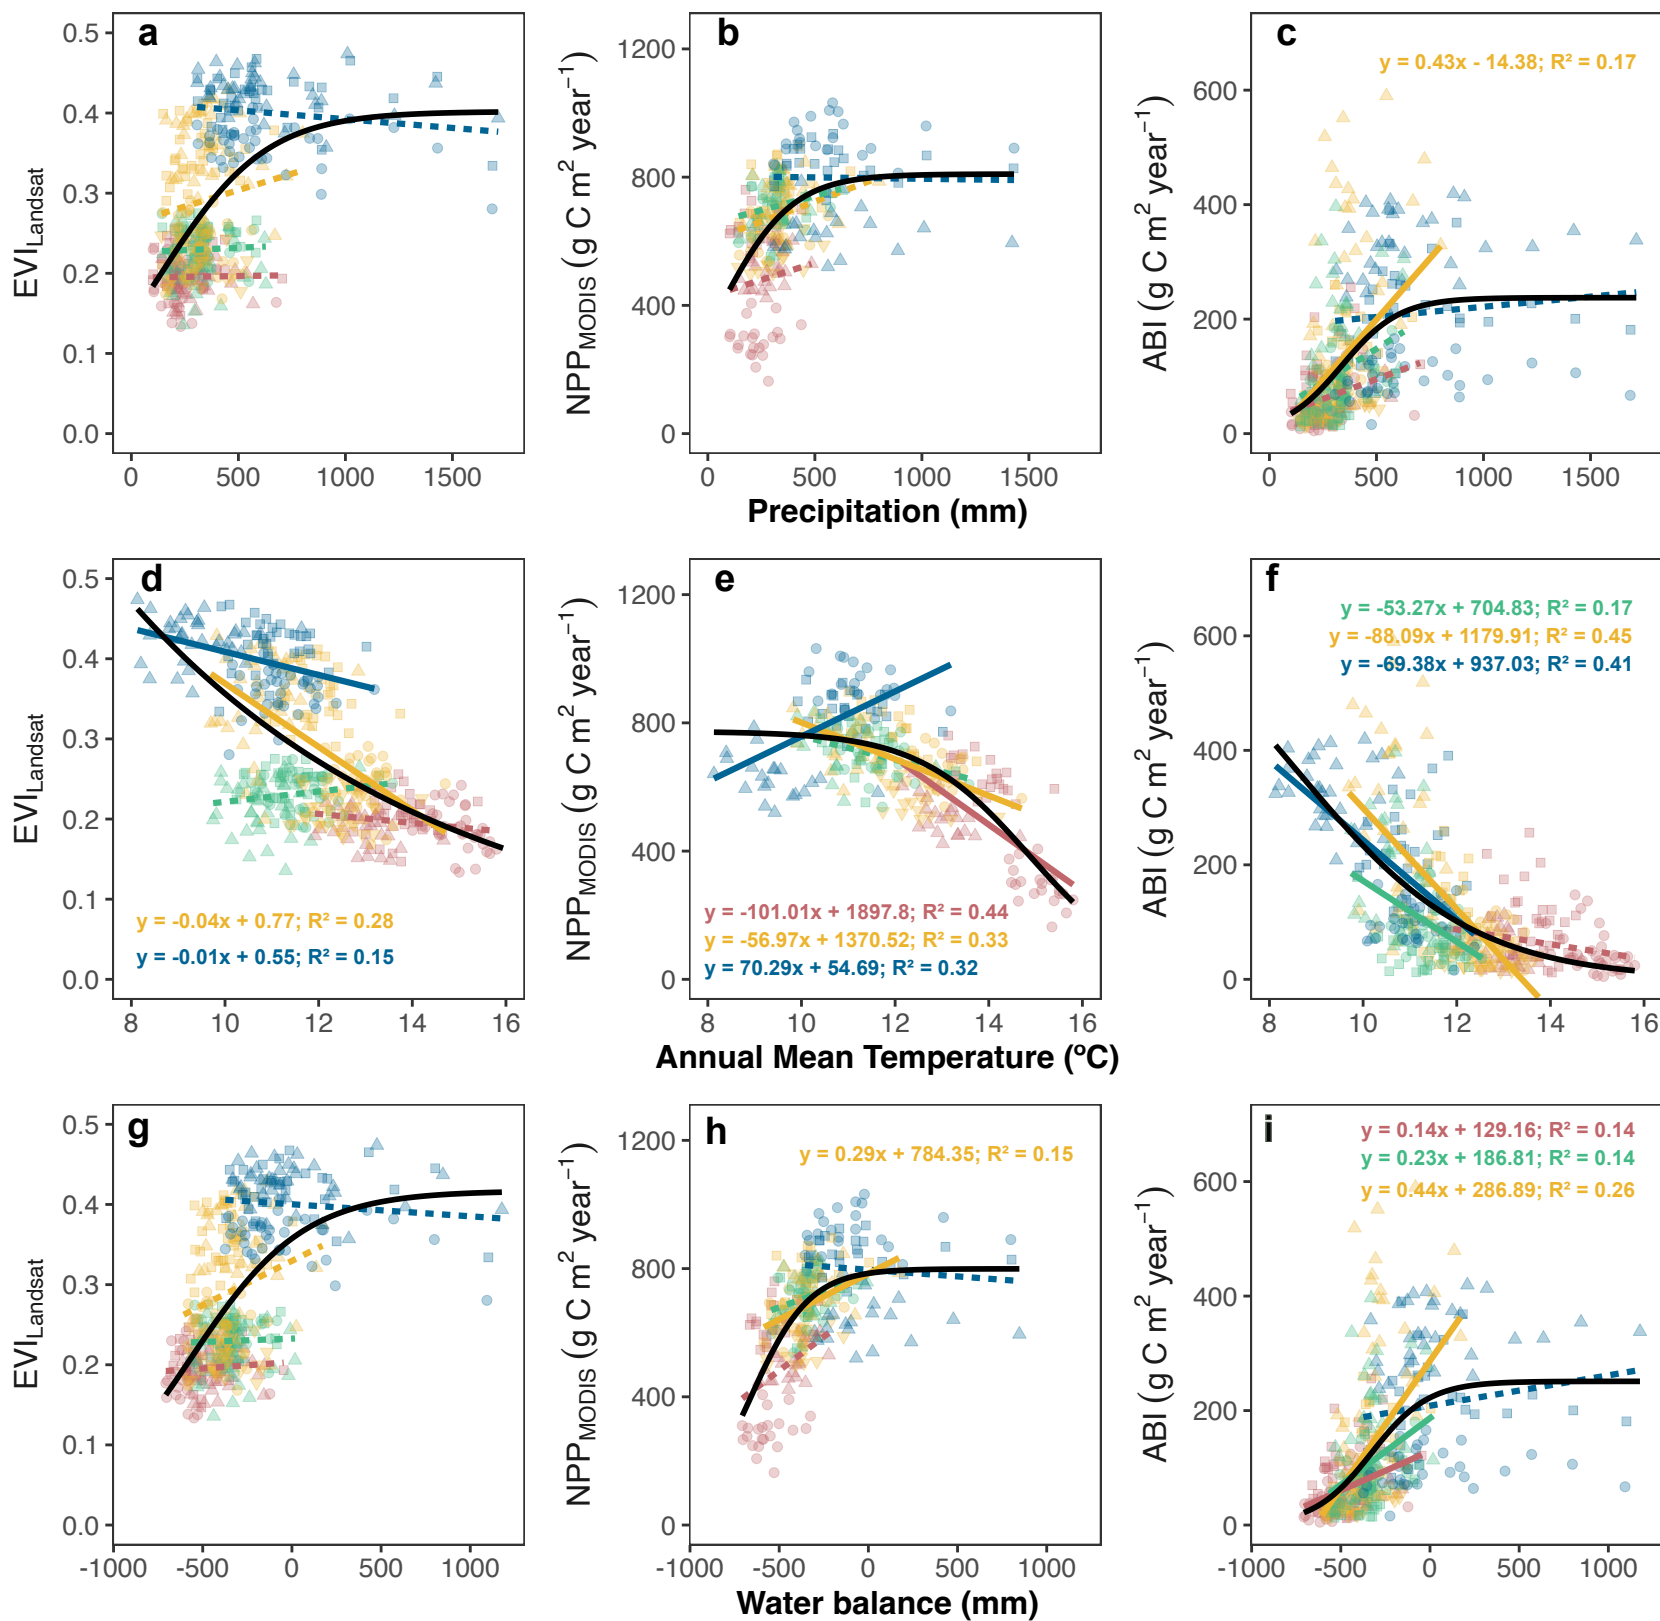 a
b
c
y = 0.43x - 14.38; R² = 0.17
EVI_Landsat
0.5
0.4
0.3
0.2
0.1
0.0
0
500
1000
1500
NPP_MODIS (g C m² year⁻¹)
1200
800
400
0
0
500
1000
1500
ABI (g C m² year⁻¹)
600
400
200
0
0
500
1000
1500
Precipitation (mm)
d
e
f
EVI_Landsat
0.5
0.4
0.3
0.2
0.1
0.0
y = -0.04x + 0.77; R² = 0.28
y = -0.01x + 0.55; R² = 0.15
8
10
12
14
16
NPP_MODIS (g C m² year⁻¹)
1200
800
400
0
y = -101.01x + 1897.8; R² = 0.44
y = -56.97x + 1370.52; R² = 0.33
y = 70.29x + 54.69; R² = 0.32
8
10
12
14
16
ABI (g C m² year⁻¹)
600
400
200
0
y = -53.27x + 704.83; R² = 0.17
y = -88.09x + 1179.91; R² = 0.45
y = -69.38x + 937.03; R² = 0.41
8
10
12
14
16
Annual Mean Temperature (ºC)
g
h
i
EVI_Landsat
0.5
0.4
0.3
0.2
0.1
0.0
-1000
-500
0
500
1000
NPP_MODIS (g C m² year⁻¹)
1200
800
400
0
y = 0.29x + 784.35; R² = 0.15
-1000
-500
0
500
1000
ABI (g C m² year⁻¹)
600
400
200
0
y = 0.14x + 129.16; R² = 0.14
y = 0.23x + 186.81; R² = 0.14
y = 0.44x + 286.89; R² = 0.26
-1000
-500
0
500
1000
Water balance (mm)